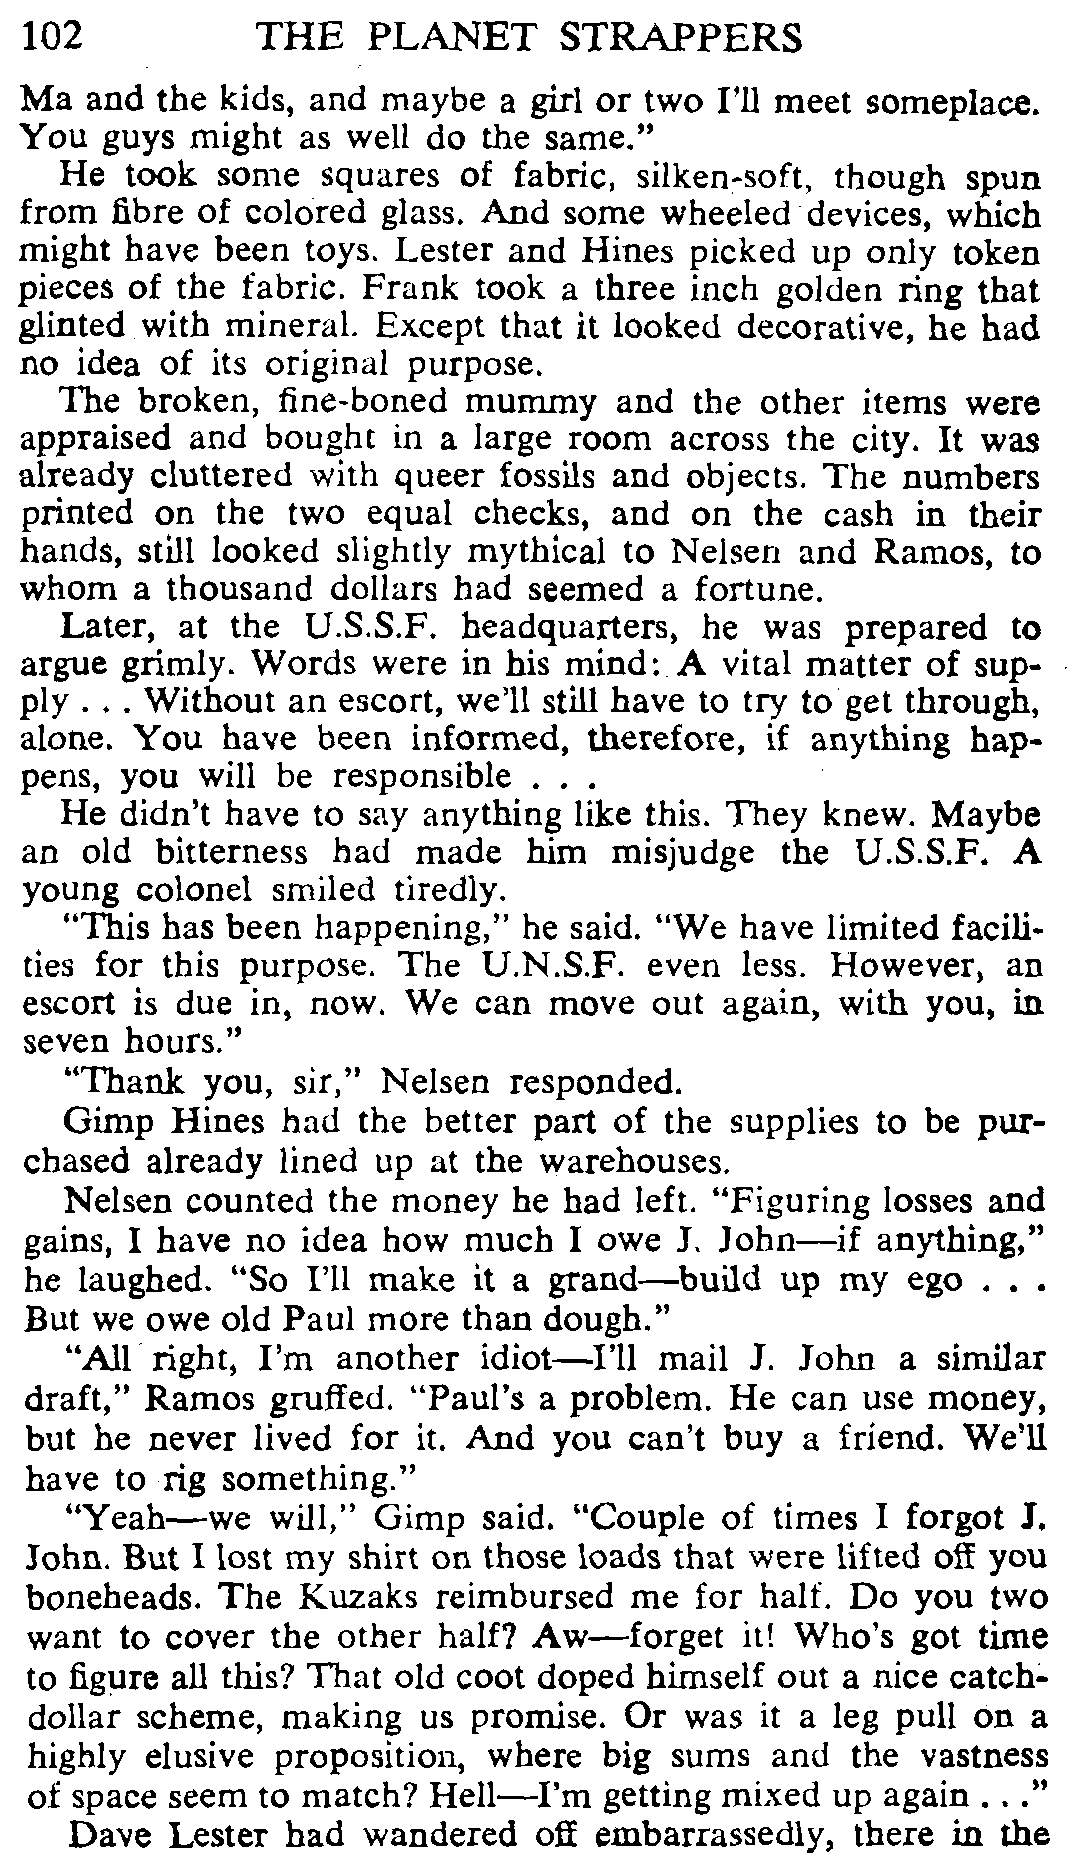 102 THE PLANET STRAPPERS
Ma and the kids, and maybe a girl or two I'll meet someplace.
You guys might as well do the same."
He took some squares of fabric, silken-soft, though spun
from fibre of colored glass. And some wheeled devices, which
might have been toys. Lester and Hines picked up only token
pieces of the fabric. Frank took a three inch golden ring that
glinted with mineral. Except that it looked decorative, he had
no idea of its original purpose.
The broken, fine-boned mummy and the other items were
appraised and bought in a large room across the city. It was
already cluttered with queer fossils and objects. The numbers
printed on the two equal checks, and on the cash in their
hands, still looked slightly mythical to Nelsen and Ramos, to
whom a thousand dollars had seemed a fortune.
Later, at the U.S.S.F. headquarters, he was prepared to
argue grimly. Words were in his mind: A vital matter of sup-
ply . . . Without an escort, we'll still have to try to get through,
alone. You have been informed, therefore, if anything hap-
pens, you will be responsible . . .
He didn't have to say anything like this. They knew. Maybe
an old bitterness had made him misjudge the U.S.S.F. A
young colonel smiled tiredly.
"This has been happening," he said. "We have limited facili-
ties for this purpose. The U.N.S.F. even less. However, an
escort is due in, now. We can move out again, with you, in
seven hours."
"Thank you, sir," Nelsen responded.
Gimp Hines had the better part of the supplies to be pur-
chased already lined up at the warehouses.
Nelsen counted the money he had left. "Figuring losses and
gains, I have no idea how much I owe J. John—if anything,"
he laughed. "So I'll make it a grand—build up my ego . . .
But we owe old Paul more than dough."
"All right, I'm another idiot—I'll mail J. John a similar
draft," Ramos gruffed. "Paul's a problem. He can use money,
but he never lived for it. And you can't buy a friend. We'll
have to rig something."
"Yeah—we will," Gimp said. "Couple of times I forgot J.
John. But I lost my shirt on those loads that were lifted off you
boneheads. The Kuzaks reimbursed me for half. Do you two
want to cover the other half? Aw—forget it! Who's got time
to figure all this? That old coot doped himself out a nice catch-
dollar scheme, making us promise. Or was it a leg pull on a
highly elusive proposition, where big sums and the vastness
of space seem to match? Hell—I'm getting mixed up again . . ."
Dave Lester had wandered off embarrassedly, there in the